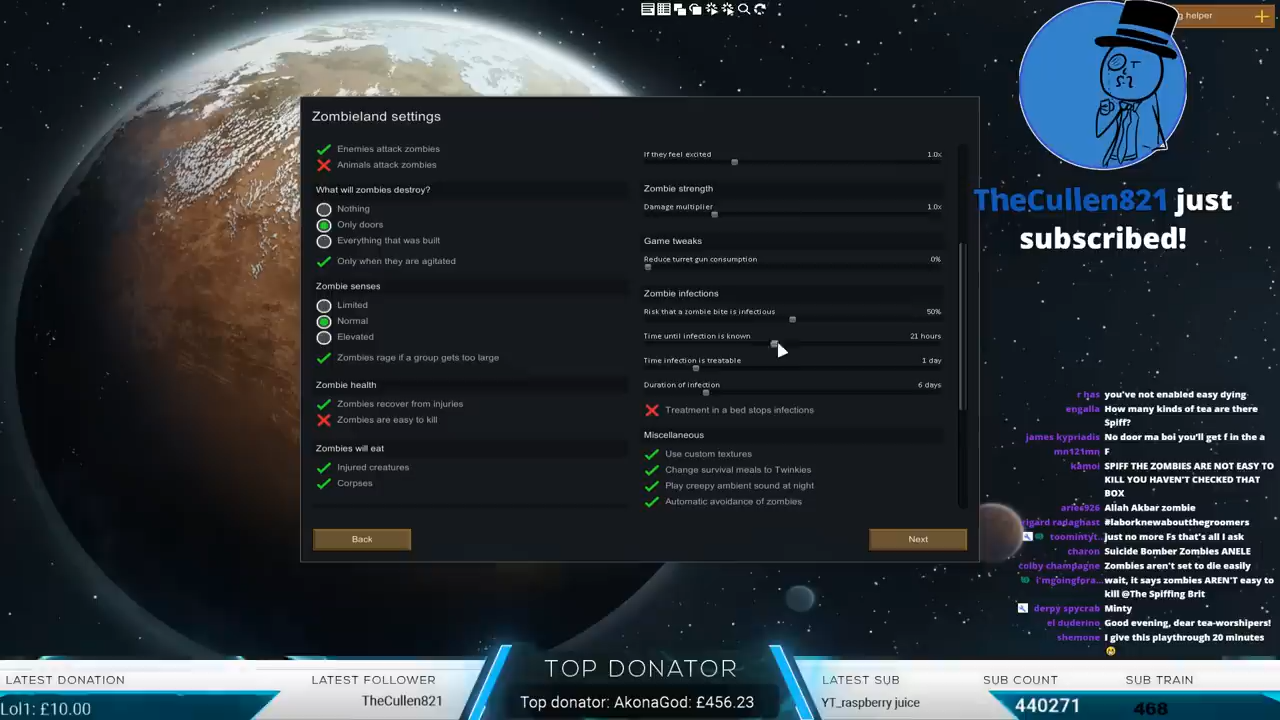 g helper
TheCullen821 just
subscribed!
Zombieland settings
Enemies attack zombies
Animals attack zombies
What will zombies destroy?
Nothing
Only doors
Everything that was built
Only when they are agitated
Zombie senses
Limited
Normal
Elevated
Zombies rage if a group gets too large
Zombie health
Zombies recover from injuries
Zombies are easy to kill
Zombies will eat
Injured creatures
Corpses
If they feel excited 1.0x
Zombie strength
Damage multiplier 1.0x
Game tweaks
Reduce turret gun consumption 0%
Zombie infections
Risk that a zombie bite is infectious 50%
Time until infection is known 21 hours
Time infection is treatable 1 day
Duration of infection 6 days
Treatment in a bed stops infections
Miscellaneous
Use custom textures
Change survival meals to Twinkies
Play creepy ambient sound at night
Automatic avoidance of zombies
Back
Next
r has you've not enabled easy dying
engalla How many kinds of tea are there
Spiff?
james kypriadis No door ma boi you'll get f in the a
mn121mn F
kamoi SPIFF THE ZOMBIES ARE NOT EASY TO
KILL YOU HAVEN'T CHECKED THAT
BOX
aries926 Allah Akbar zombie
rigard radaghast #laborknewaboutthegroomers
toomintyt... just no more Fs that's all I ask
charon Suicide Bomber Zombies ANELE
colby champagne Zombies aren't set to die easily
i'mgoingfora... wait, it says zombies AREN'T easy to
kill @The Spiffing Brit
derpy spycrab Minty
el duderino Good evening, dear tea-worshipers!
shemone I give this playthrough 20 minutes
LATEST DONATION
Lol1: £10.00
LATEST FOLLOWER
TheCullen821
TOP DONATOR
Top donator: AkonaGod: £456.23
LATEST SUB
YT_raspberry juice
SUB COUNT
440271
SUB TRAIN
468